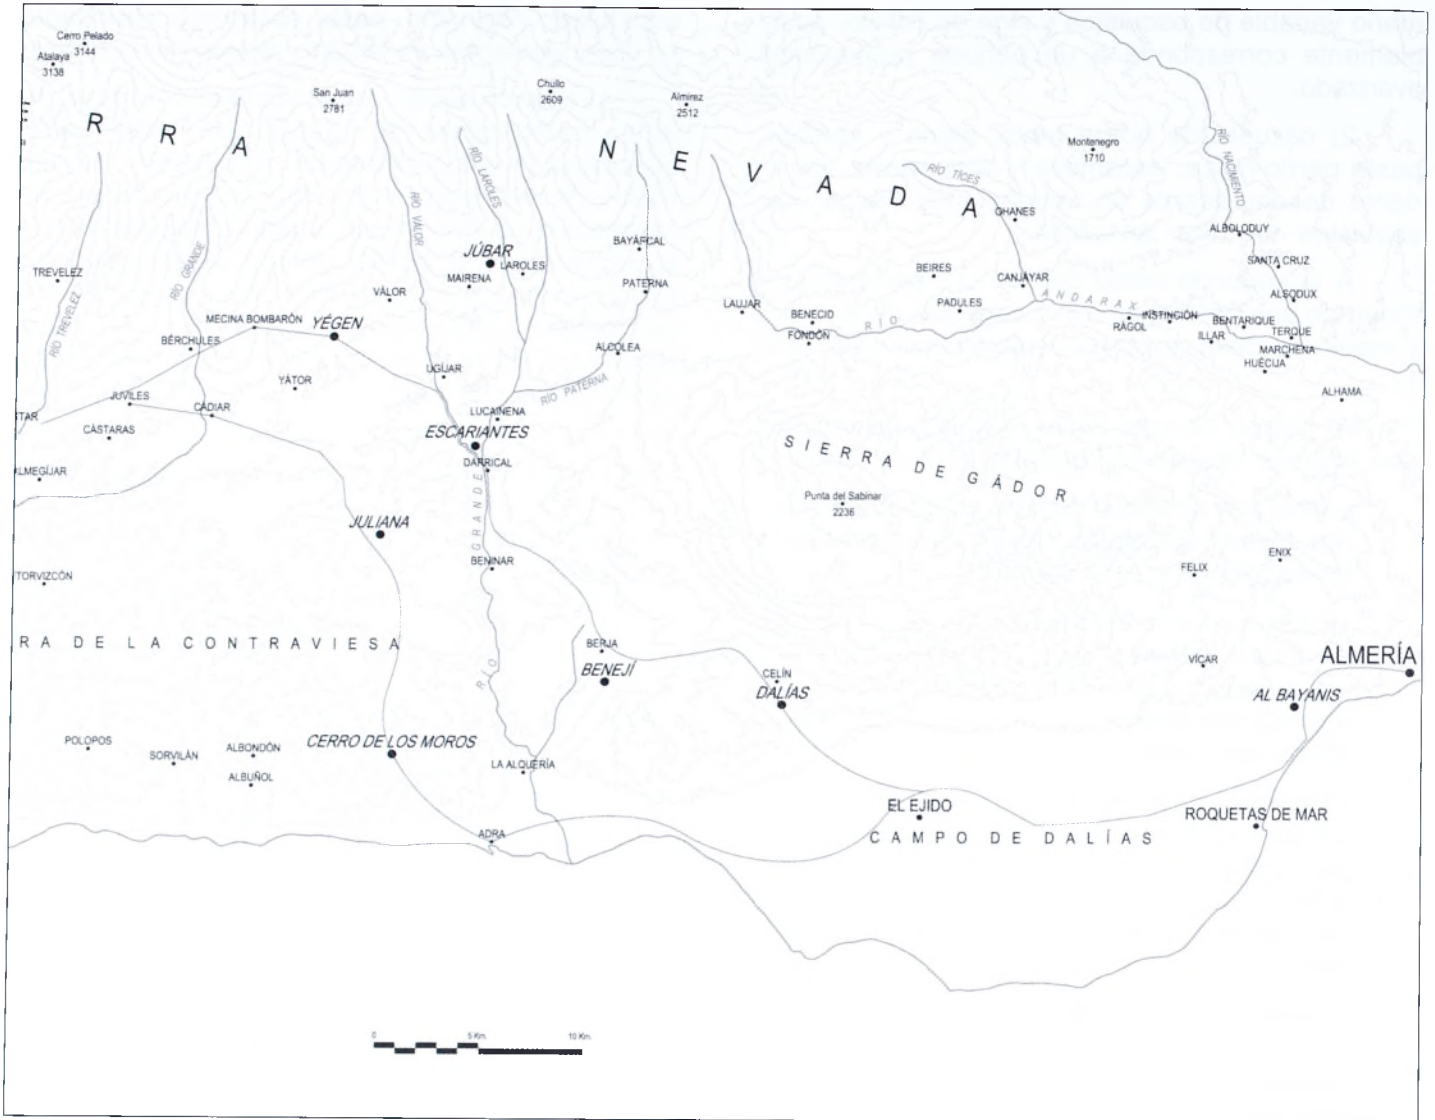 Cerro Pelado
3144
Atalaya
3138
San Juan
2781
Chullo
2609
Almirez
2512
Montenegro
1710
R R A
N E V A D A
RÍO TREVELEZ
RÍO GRANDE
RÍO VALOR
RÍO LAROLES
RÍO TÍCES
RÍO NACIMIENTO
OHANES
ALBOLODUY
BAYÁRCAL
JÚBAR
LAROLES
SANTA CRUZ
TREVELEZ
MAIRENA
BEIRES
CANJÁYAR
PATERNA
VÁLOR
LAUJAR
PADULES
ANDARAX
ALSODUX
MECINA BOMBARÓN
YÉGEN
BENECID
RÍO
RÁGOL
INSTINCIÓN
BENTARIQUE
TERQUE
FONDÓN
ILLAR
BÉRCHULES
ALCOLEA
MARCHENA
HUÉCIJA
UGÍJAR
YÁTOR
RÍO PATERNA
ALHAMA
JUVILES
TAR
CÁDIAR
LUCAINENA
CÁSTARAS
ESCARIANTES
DARRICAL
SIERRA DE GÁDOR
LMEGÍJAR
Punta del Sabinar
2236
JULIANA
GRANDE
BENINAR
ENIX
FELIX
TORVIZCÓN
RA DE LA CONTRAVIESA
BERJA
BENEJÍ
RÍO
CELÍN
DALÍAS
VÍCAR
ALMERÍA
AL BAYANIS
POLOPOS
SORVILÁN
ALBONDÓN
ALBUÑOL
CERRO DE LOS MOROS
LA ALQUERÍA
EL EJIDO
ROQUETAS DE MAR
ADRA
CAMPO DE DALÍAS
0 5 Km. 10 Km.